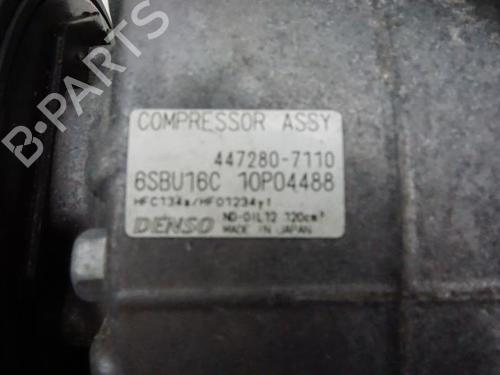 COMPRESSOR ASSY
447280-7110
6SBU16C 10P04488
HFC134a/HFO1234yf
ND-OIL12 120cm³
DENSO MADE IN JAPAN
B-PARTS